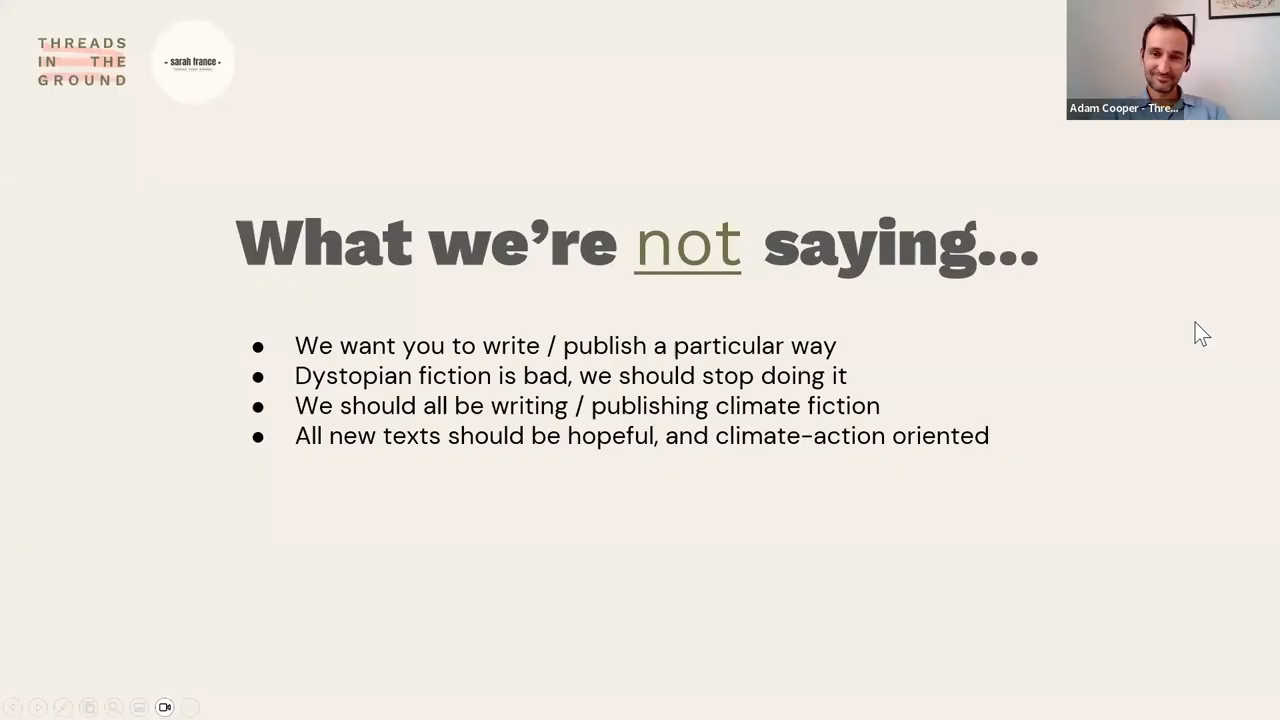 THREADS
IN THE
GROUND
- sarah france -
Adam Cooper - Thre...
What we’re not saying...
● We want you to write / publish a particular way
● Dystopian fiction is bad, we should stop doing it
● We should all be writing / publishing climate fiction
● All new texts should be hopeful, and climate-action oriented